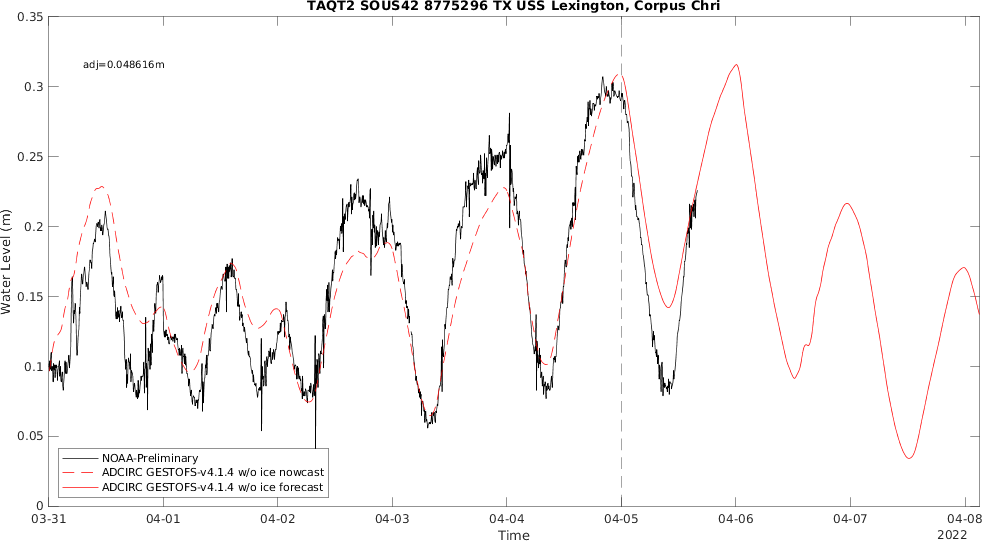 TAQT2 SOUS42 8775296 TX USS Lexington, Corpus Chri
0.35
adj=0.048616m
0.3
0.25
0.2
0.15
0.1
0.05
0
Water Level (m)
NOAA-Preliminary
ADCIRC GESTOFS-v4.1.4 w/o ice nowcast
ADCIRC GESTOFS-v4.1.4 w/o ice forecast
03-31 04-01 04-02 04-03 04-04 04-05 04-06 04-07 04-08
Time
2022